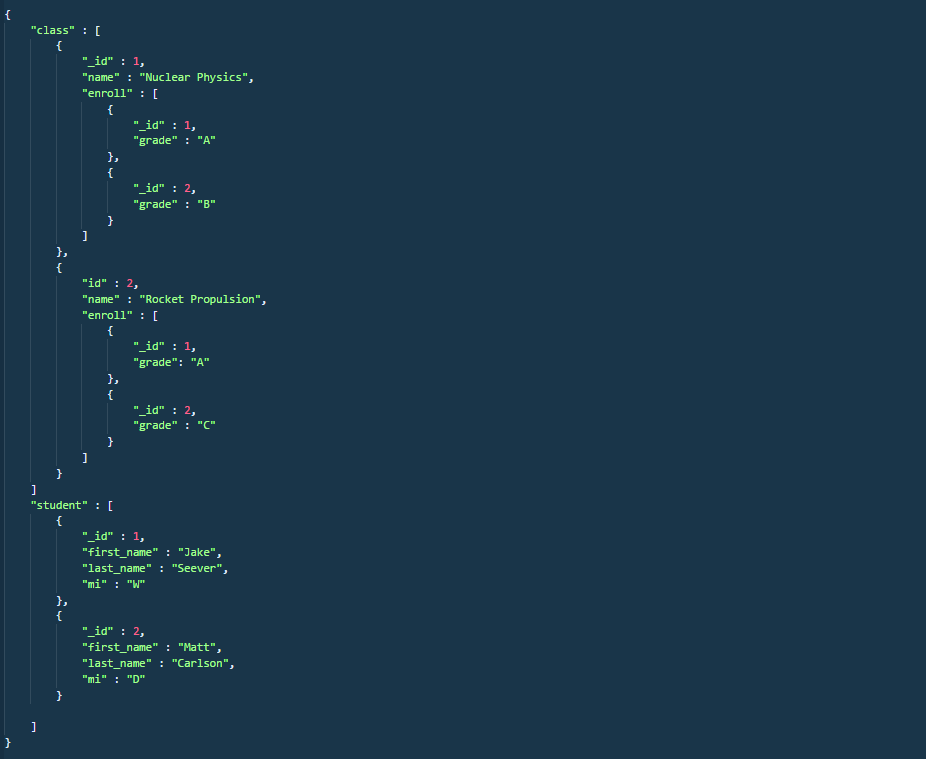 {
    "class" : [
        {
            "_id" : 1,
            "name" : "Nuclear Physics",
            "enroll" : [
                {
                    "_id" : 1,
                    "grade" : "A"
                },
                {
                    "_id" : 2,
                    "grade" : "B"
                }
            ]
        },
        {
            "id" : 2,
            "name" : "Rocket Propulsion",
            "enroll" : [
                {
                    "_id" : 1,
                    "grade": "A"
                },
                {
                    "_id" : 2,
                    "grade" : "C"
                }
            ]
        }
    ]
    "student" : [
        {
            "_id" : 1,
            "first_name" : "Jake",
            "last_name" : "Seever",
            "mi" : "W"
        },
        {
            "_id" : 2,
            "first_name" : "Matt",
            "last_name" : "Carlson",
            "mi" : "D"
        }

    ]
}